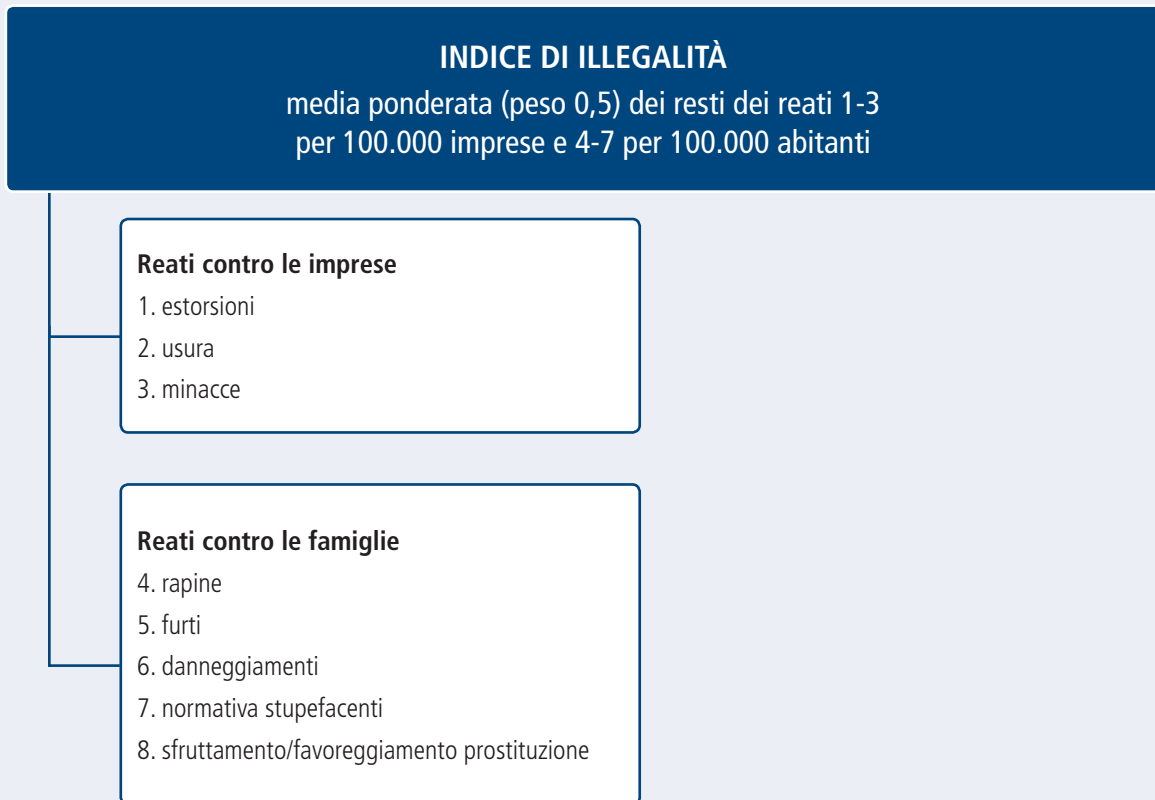 INDICE DI ILLEGALITÀ
media ponderata (peso 0,5) dei resti dei reati 1-3
per 100.000 imprese e 4-7 per 100.000 abitanti
Reati contro le imprese
1. estorsioni
2. usura
3. minacce
Reati contro le famiglie
4. rapine
5. furti
6. danneggiamenti
7. normativa stupefacenti
8. sfruttamento/favoreggiamento prostituzione